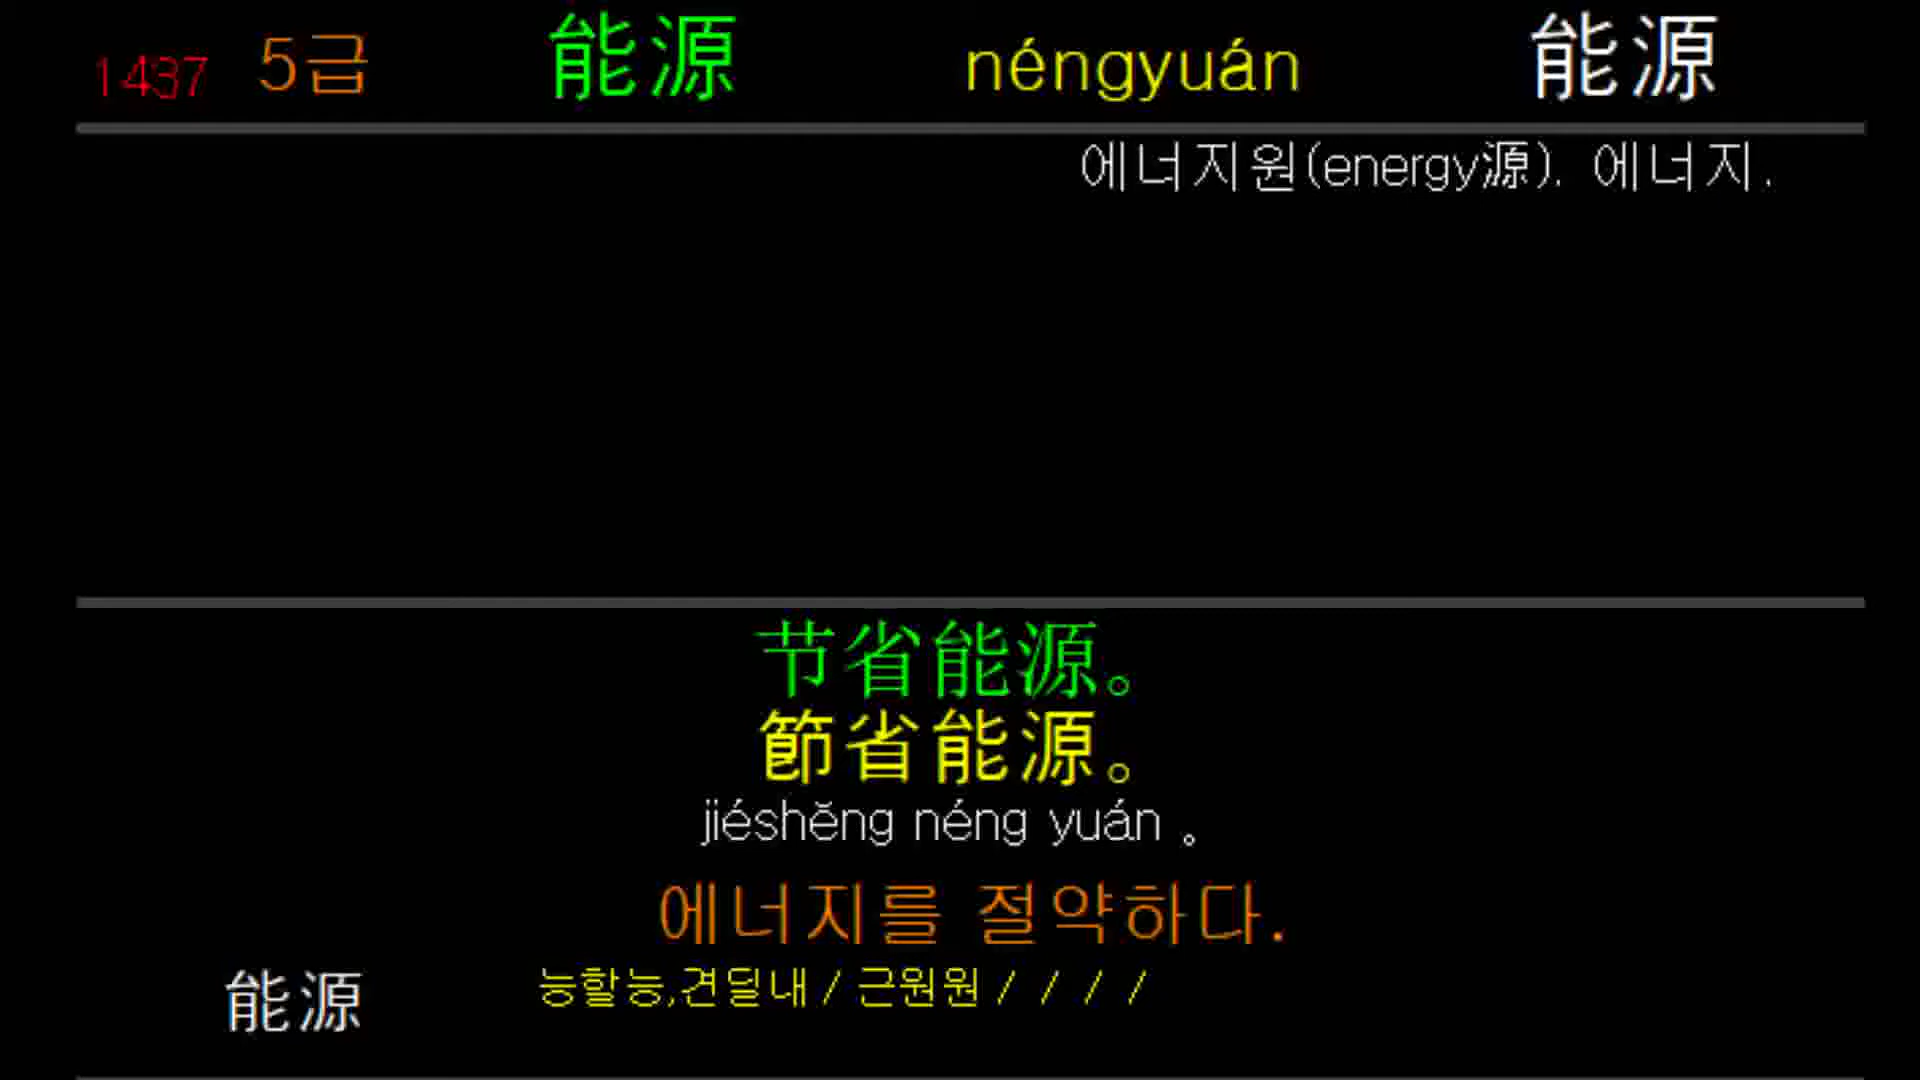 1437 5급 能源 néngyuán 能源
에너지원(energy源). 에너지.
节省能源。
節省能源。
jiéshěng néng yuán 。
에너지를 절약하다.
能源 능할능,견딜내 / 근원원 / / / /